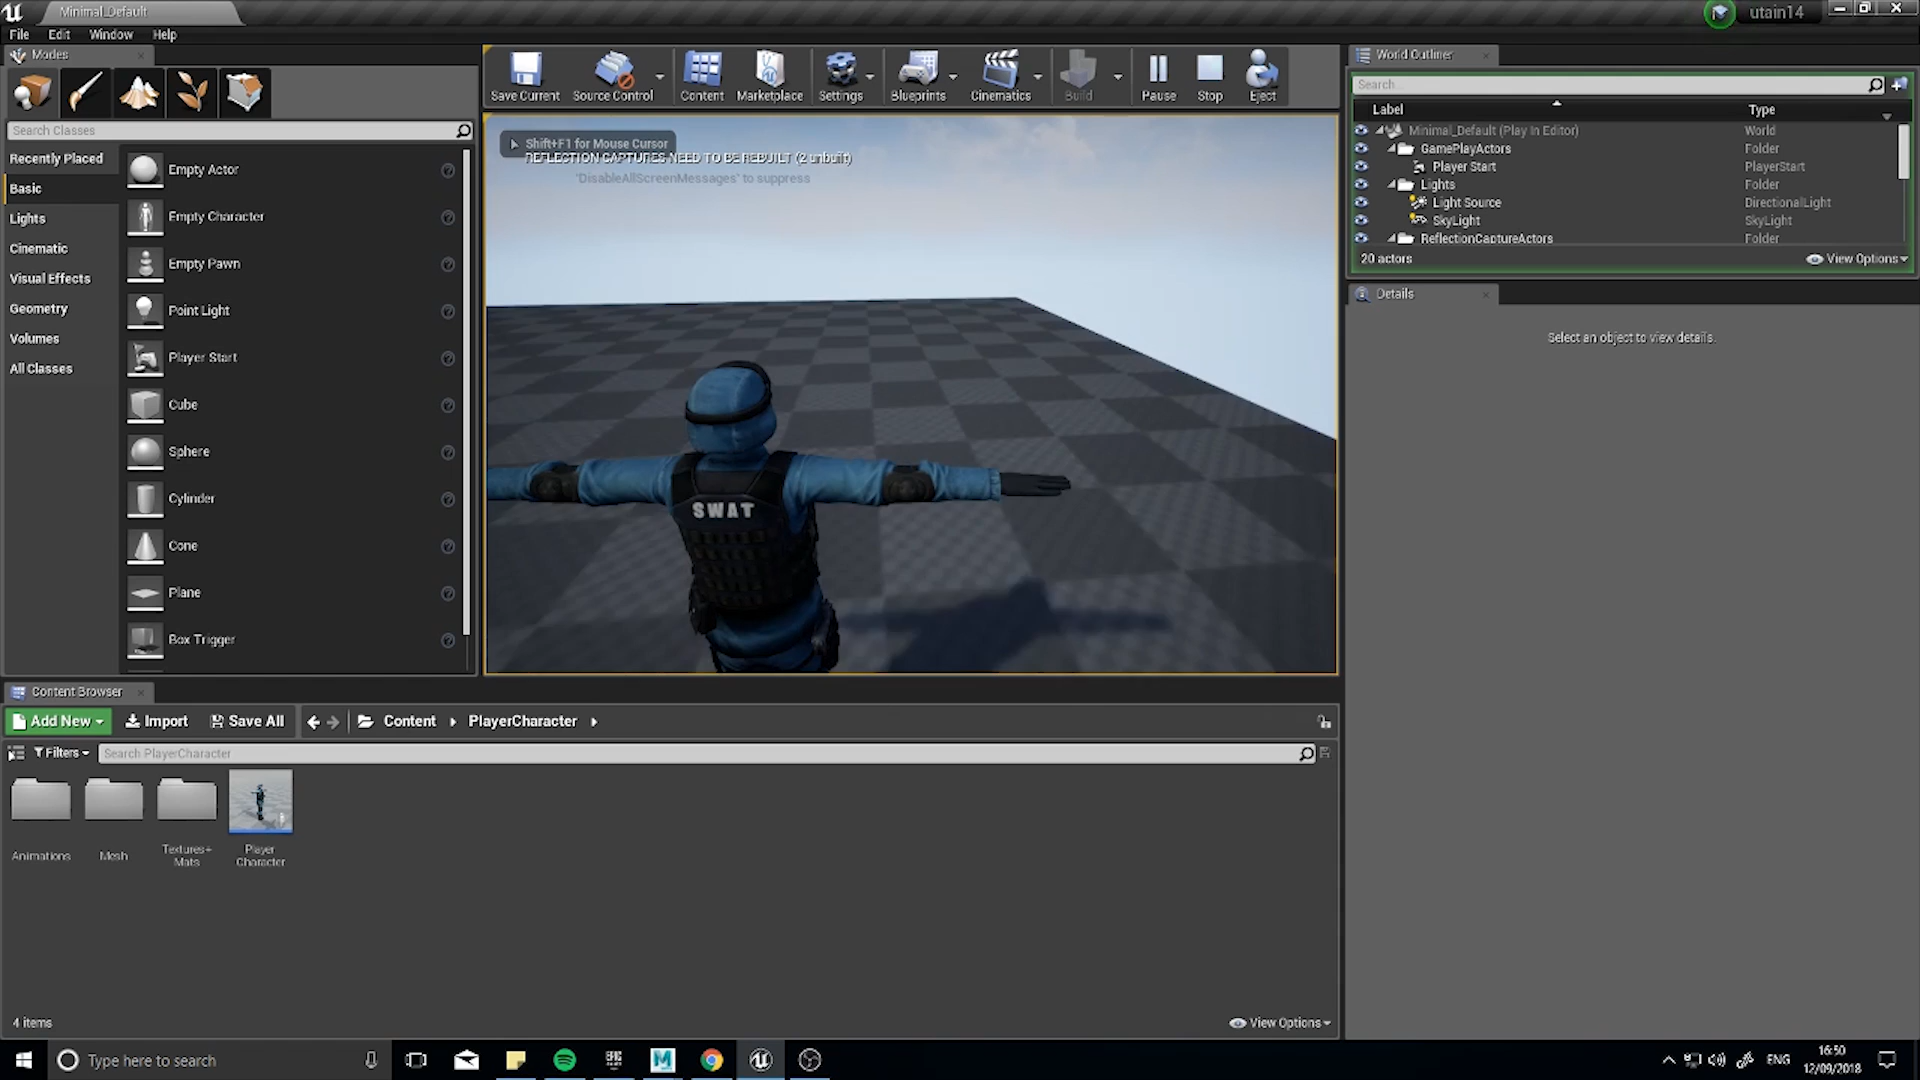 Minimal_Default
utain14
File Edit Window Help
Modes
Search Classes
Recently Placed
Basic
Lights
Cinematic
Visual Effects
Geometry
Volumes
All Classes
Empty Actor
Empty Character
Empty Pawn
Point Light
Player Start
Cube
Sphere
Cylinder
Cone
Plane
Box Trigger
Save Current
Source Control
Content
Marketplace
Settings
Blueprints
Cinematics
Build
Pause
Stop
Eject
Shift+F1 for Mouse Cursor
REFLECTION CAPTURES NEED TO BE REBUILT (2 unbuilt)
'DisableAllScreenMessages' to suppress
SWAT
World Outliner
Search...
Label Type
Minimal_Default (Play In Editor) World
GamePlayActors Folder
Player Start PlayerStart
Lights Folder
Light Source DirectionalLight
SkyLight SkyLight
ReflectionCaptureActors Folder
20 actors
View Options
Details
Select an object to view details.
Content Browser
Add New Import Save All Content PlayerCharacter
Filters Search PlayerCharacter
Animations
Mesh
Textures+
Mats
Player
Character
4 items
View Options
Type here to search
EPIC
M
ENG
16:50
12/09/2018